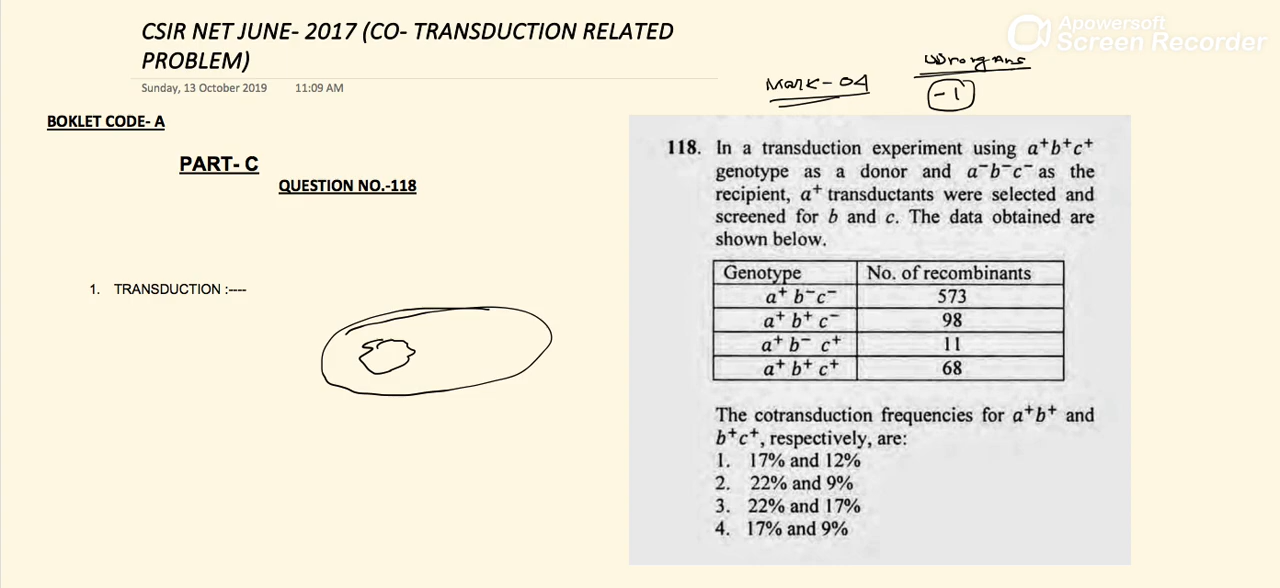 CSIR NET JUNE- 2017 (CO- TRANSDUCTION RELATED
PROBLEM)
Sunday, 13 October 2019 11:09 AM
Apowersoft
Screen Recorder
Mark - 04
Wrong Ans
-1
BOKLET CODE- A
PART- C
QUESTION NO.-118
1. TRANSDUCTION :----
118. In a transduction experiment using a⁺b⁺c⁺
genotype as a donor and a⁻b⁻c⁻ as the
recipient, a⁺ transductants were selected and
screened for b and c. The data obtained are
shown below.
Genotype No. of recombinants
a⁺ b⁻c⁻ 573
a⁺ b⁺ c⁻ 98
a⁺ b⁻ c⁺ 11
a⁺ b⁺ c⁺ 68
The cotransduction frequencies for a⁺b⁺ and
b⁺c⁺, respectively, are:
1. 17% and 12%
2. 22% and 9%
3. 22% and 17%
4. 17% and 9%